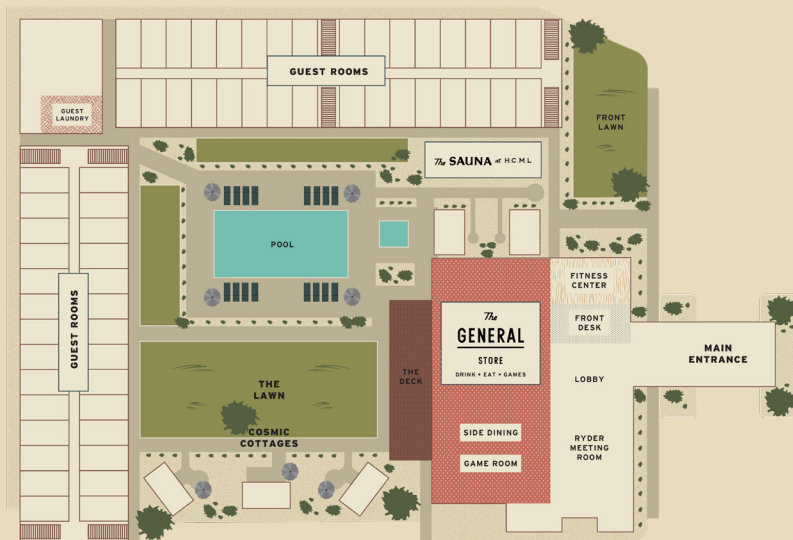 GUEST ROOMS
GUEST
LAUNDRY
FRONT
LAWN
The SAUNA at H.C.M.L
POOL
GUEST ROOMS
The
GENERAL
STORE
DRINK • EAT • GAMES
FITNESS
CENTER
FRONT
DESK
MAIN
ENTRANCE
THE
DECK
LOBBY
THE
LAWN
COSMIC
COTTAGES
SIDE DINING
GAME ROOM
RYDER
MEETING
ROOM